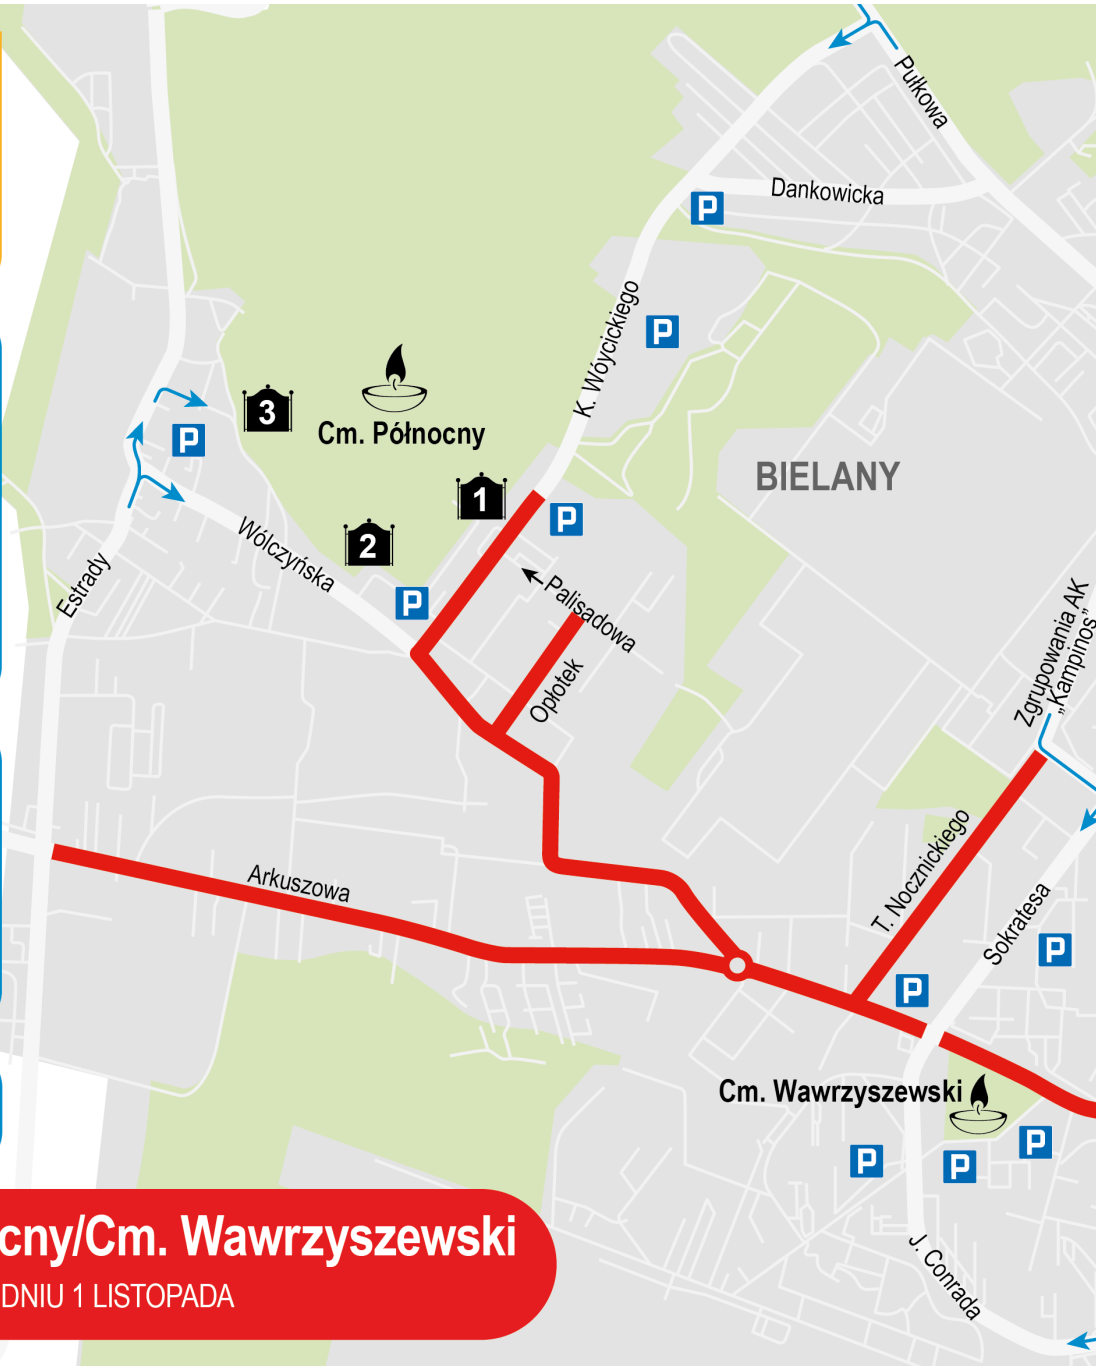 Pułkowa
Dankowicka
P
K. Wóycickiego
P
3
Cm. Północny
P
BIELANY
1
P
Wólczyńska
2
Estrady
P
Palisadowa
Zgrupowania AK
„Kampinos”
Opłotek
T. Nocznickiego
Arkuszowa
Sokratesa
P
P
Cm. Wawrzyszewski
P
P
P
cny/Cm. Wawrzyszewski
DNIU 1 LISTOPADA
J. Conrada